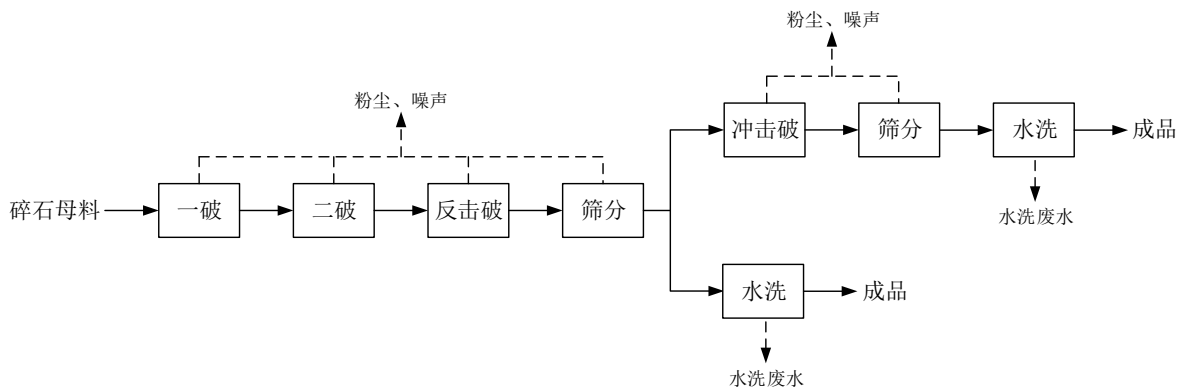 粉尘、噪声
冲击破
筛分
水洗
成品
水洗废水
粉尘、噪声
碎石母料
一破
二破
反击破
筛分
水洗
成品
水洗废水